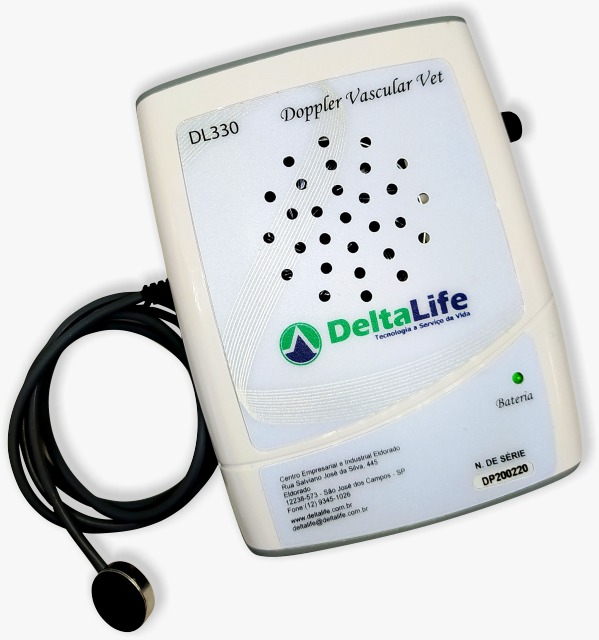 DL330
Doppler Vascular Vet
DeltaLife
Tecnologia a Serviço da Vida
Bateria
Centro Empresarial e Industrial Eldorado
Rua Salviano José da Silva, 445
Eldorado
12238-573 - São José dos Campos - SP
Fone (12) 9345-1026
www.deltalife.com.br
deltalife@deltalife.com.br
N. DE SÉRIE
DP200220